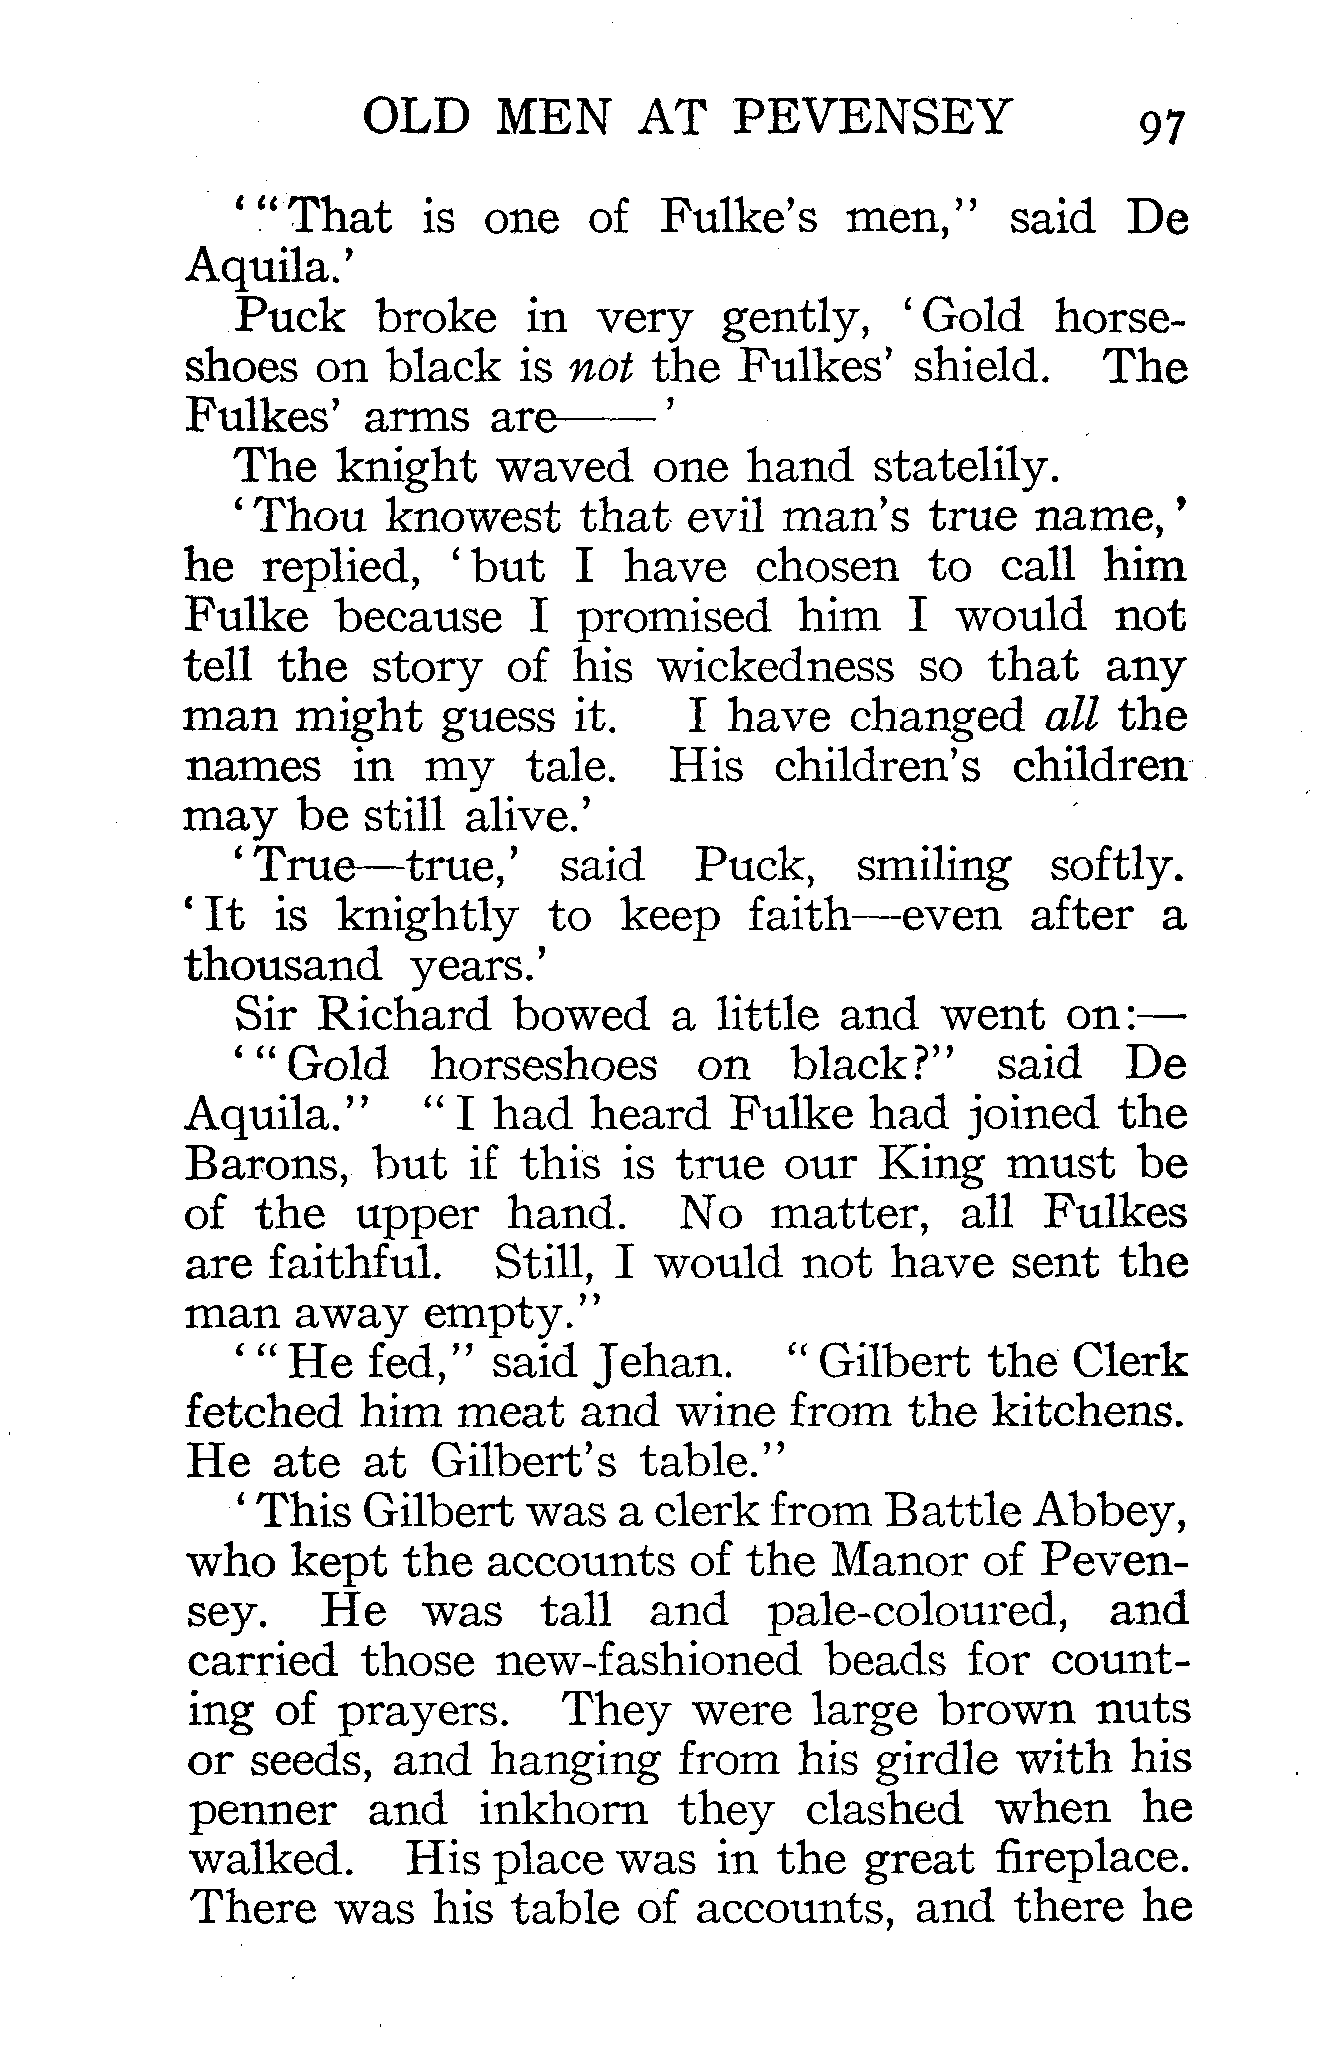 OLD MEN AT PEVENSEY 97
‘“That is one of Fulke’s men,” said De
Aquila.’
Puck broke in very gently, ‘Gold horse-
shoes on black is not the Fulkes’ shield. The
Fulkes’ arms are——’
The knight waved one hand statelily.
‘Thou knowest that evil man’s true name,’
he replied, ‘but I have chosen to call him
Fulke because I promised him I would not
tell the story of his wickedness so that any
man might guess it. I have changed all the
names in my tale. His children’s children
may be still alive.’
‘True—true,’ said Puck, smiling softly.
‘It is knightly to keep faith—even after a
thousand years.’
Sir Richard bowed a little and went on:—
‘“Gold horseshoes on black?” said De
Aquila.” “I had heard Fulke had joined the
Barons, but if this is true our King must be
of the upper hand. No matter, all Fulkes
are faithful. Still, I would not have sent the
man away empty.”
‘“He fed,” said Jehan. “Gilbert the Clerk
fetched him meat and wine from the kitchens.
He ate at Gilbert’s table.”
‘This Gilbert was a clerk from Battle Abbey,
who kept the accounts of the Manor of Peven-
sey. He was tall and pale-coloured, and
carried those new-fashioned beads for count-
ing of prayers. They were large brown nuts
or seeds, and hanging from his girdle with his
penner and inkhorn they clashed when he
walked. His place was in the great fireplace.
There was his table of accounts, and there he